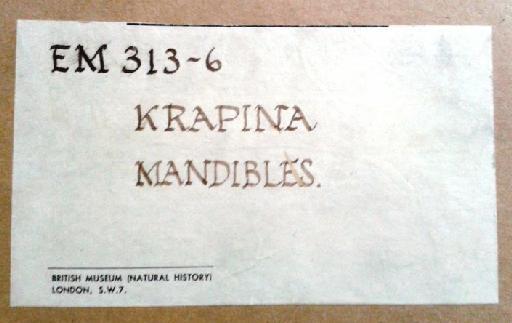 EM 313-6
KRAPINA
MANDIBLES.
BRITISH MUSEUM (NATURAL HISTORY)
LONDON, S.W.7.